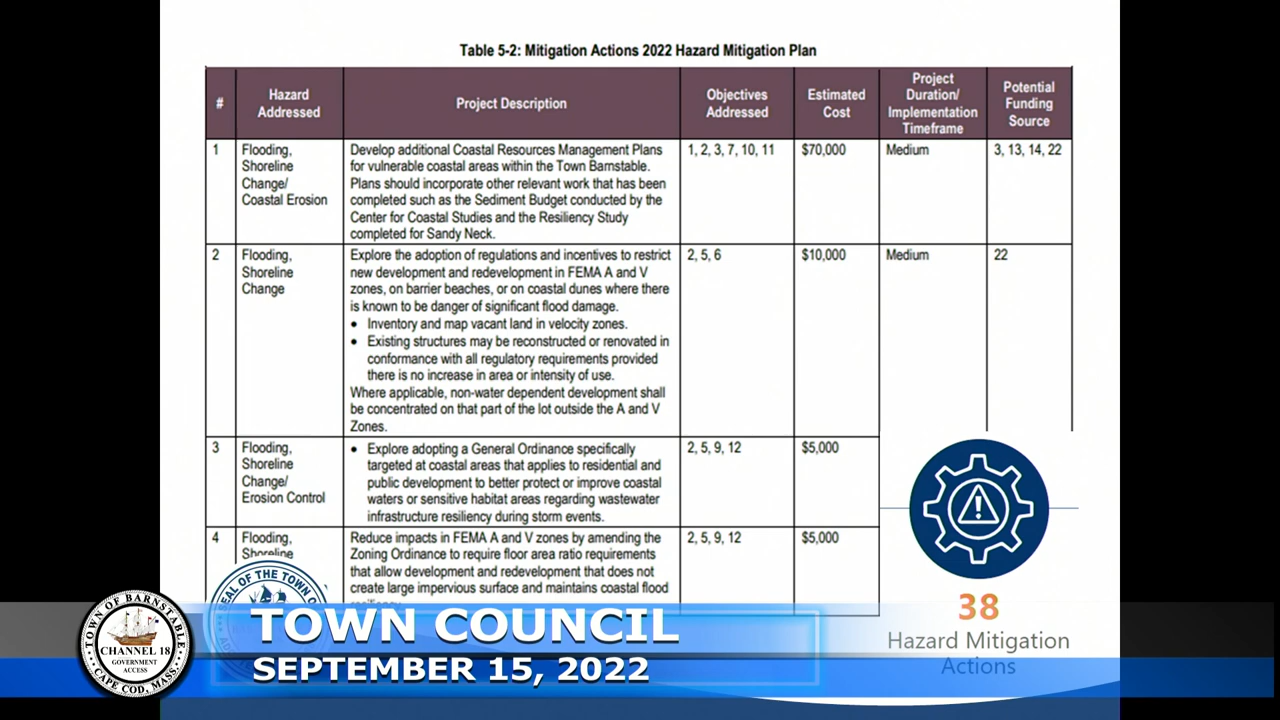 Table 5-2: Mitigation Actions 2022 Hazard Mitigation Plan
#
Hazard
Addressed
Project Description
Objectives
Addressed
Estimated
Cost
Project
Duration/
Implementation
Timeframe
Potential
Funding
Source
1
Flooding,
Shoreline
Change/
Coastal Erosion
Develop additional Coastal Resources Management Plans
for vulnerable coastal areas within the Town Barnstable.
Plans should incorporate other relevant work that has been
completed such as the Sediment Budget conducted by the
Center for Coastal Studies and the Resiliency Study
completed for Sandy Neck.
1, 2, 3, 7, 10, 11
$70,000
Medium
3, 13, 14, 22
2
Flooding,
Shoreline
Change
Explore the adoption of regulations and incentives to restrict
new development and redevelopment in FEMA A and V
zones, on barrier beaches, or on coastal dunes where there
is known to be danger of significant flood damage.
• Inventory and map vacant land in velocity zones.
• Existing structures may be reconstructed or renovated in
conformance with all regulatory requirements provided
there is no increase in area or intensity of use.
Where applicable, non-water dependent development shall
be concentrated on that part of the lot outside the A and V
Zones.
2, 5, 6
$10,000
Medium
22
3
Flooding,
Shoreline
Change/
Erosion Control
• Explore adopting a General Ordinance specifically
targeted at coastal areas that applies to residential and
public development to better protect or improve coastal
waters or sensitive habitat areas regarding wastewater
infrastructure resiliency during storm events.
2, 5, 9, 12
$5,000
4
Flooding,
Shoreline
Reduce impacts in FEMA A and V zones by amending the
Zoning Ordinance to require floor area ratio requirements
that allow development and redevelopment that does not
create large impervious surface and maintains coastal flood
2, 5, 9, 12
$5,000
38
Hazard Mitigation
Actions
SEAL OF THE TOWN OF
TOWN OF BARNSTABLE
CHANNEL 18
GOVERNMENT
ACCESS
CAPE COD, MASS.
TOWN COUNCIL
SEPTEMBER 15, 2022